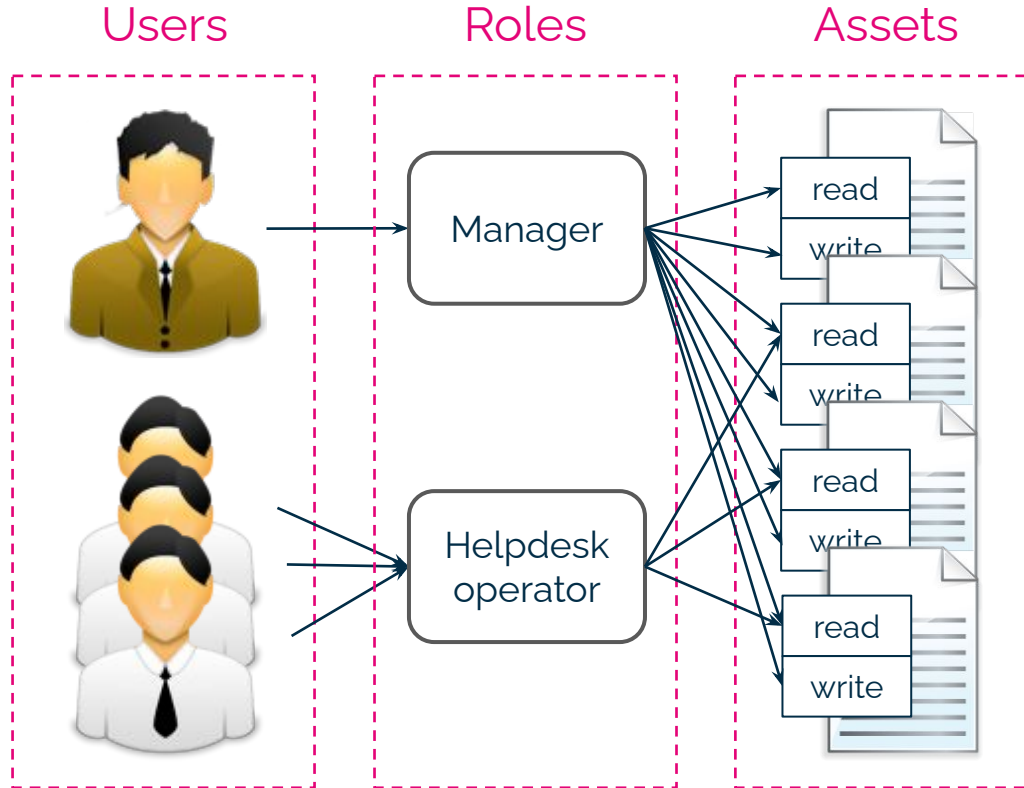 Users
Roles
Assets
Manager
Helpdesk
operator
read
write
read
write
read
write
read
write